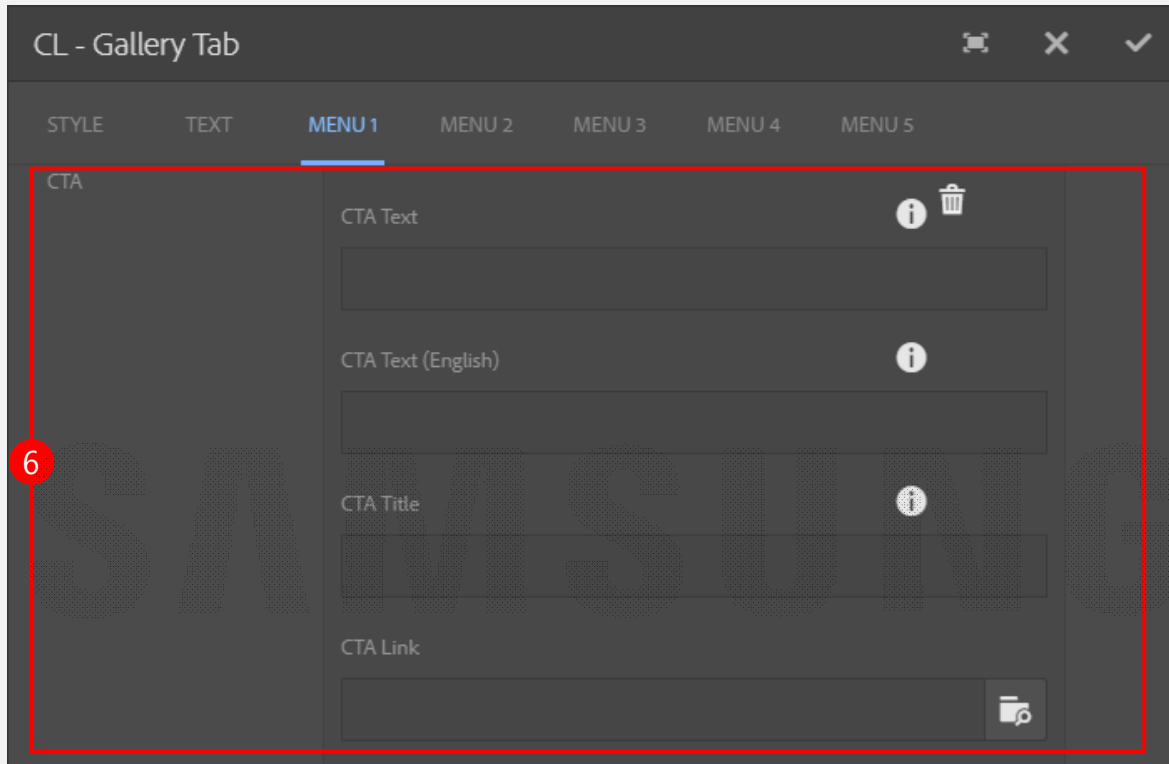 CL - Gallery Tab
STYLE TEXT MENU 1 MENU 2 MENU 3 MENU 4 MENU 5
CTA
CTA Text
CTA Text (English)
6
SAMSUNG
CTA Title
CTA Link